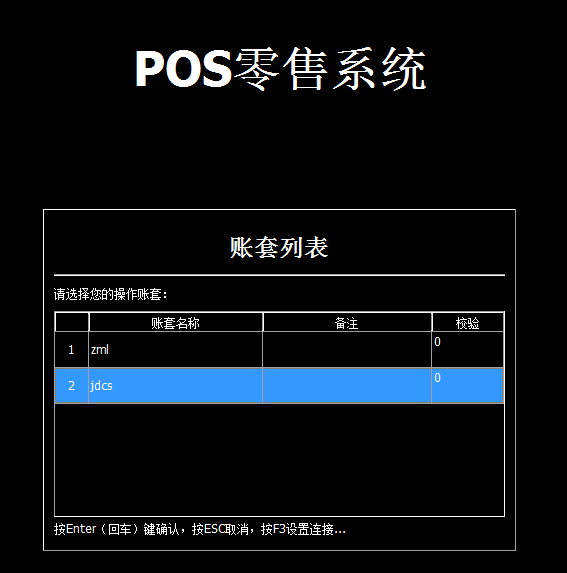 POS零售系统
账套列表
请选择您的操作账套：
账套名称 备注 校验
1 zml 0
2 jdcs 0
按Enter（回车）键确认，按ESC取消，按F3设置连接...